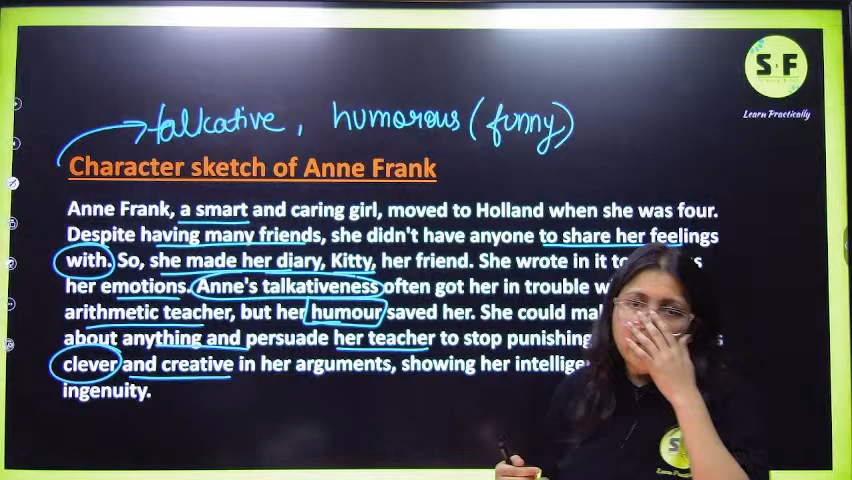 S & F
Learn Practically
talkative, humorous (funny)
Character sketch of Anne Frank
Anne Frank, a smart and caring girl, moved to Holland when she was four.
Despite having many friends, she didn't have anyone to share her feelings
with. So, she made her diary, Kitty, her friend. She wrote in it
her emotions. Anne's talkativeness often got her in trouble
arithmetic teacher, but her humour saved her. She could
about anything and persuade her teacher to stop punishing
clever and creative in her arguments, showing her
ingenuity.